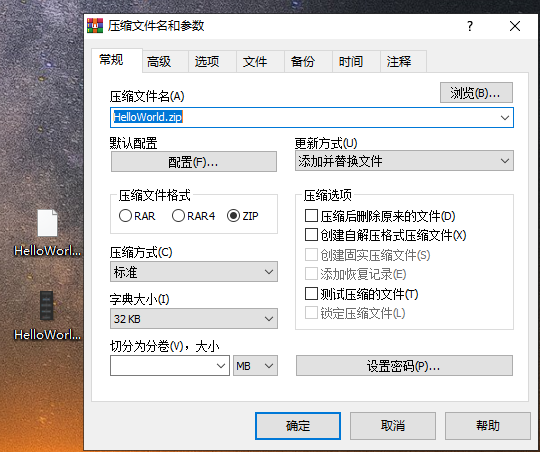 压缩文件名和参数
?
常规 高级 选项 文件 备份 时间 注释
压缩文件名(A)
浏览(B)...
HelloWorld.zip
默认配置
配置(F)...
更新方式(U)
添加并替换文件
压缩文件格式
RAR RAR4 ZIP
压缩方式(C)
标准
字典大小(I)
32 KB
切分为分卷(V)，大小
MB
压缩选项
压缩后删除原来的文件(D)
创建自解压格式压缩文件(X)
创建固实压缩文件(S)
添加恢复记录(E)
测试压缩的文件(T)
锁定压缩文件(L)
设置密码(P)...
确定 取消 帮助
HelloWorl...
HelloWorl...